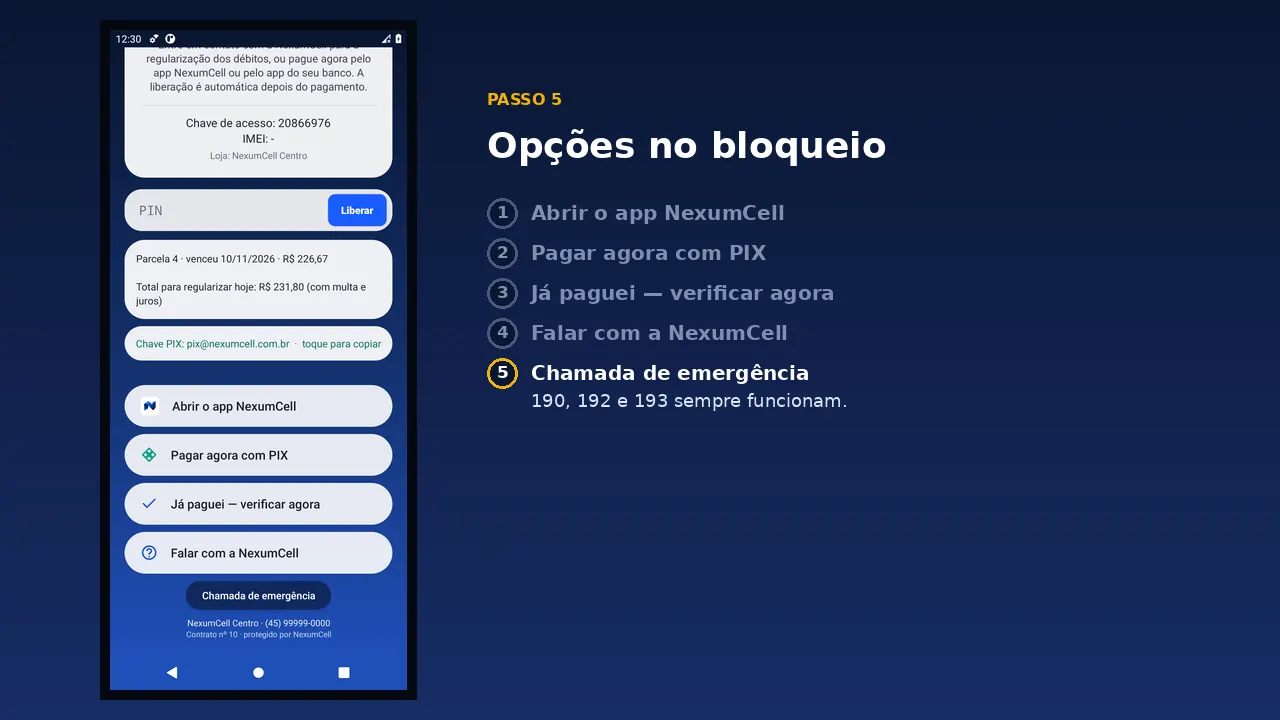 12:30
regularização dos débitos, ou pague agora pelo
app NexumCell ou pelo app do seu banco. A
liberação é automática depois do pagamento.
Chave de acesso: 20866976
IMEI: -
Loja: NexumCell Centro
PIN
Liberar
Parcela 4 · venceu 10/11/2026 · R$ 226,67
Total para regularizar hoje: R$ 231,80 (com multa e
juros)
Chave PIX: pix@nexumcell.com.br · toque para copiar
Abrir o app NexumCell
Pagar agora com PIX
Já paguei — verificar agora
Falar com a NexumCell
Chamada de emergência
NexumCell Centro · (45) 99999-0000
Contrato nº 10 · protegido por NexumCell
PASSO 5
Opções no bloqueio
1 Abrir o app NexumCell
2 Pagar agora com PIX
3 Já paguei — verificar agora
4 Falar com a NexumCell
5 Chamada de emergência
190, 192 e 193 sempre funcionam.